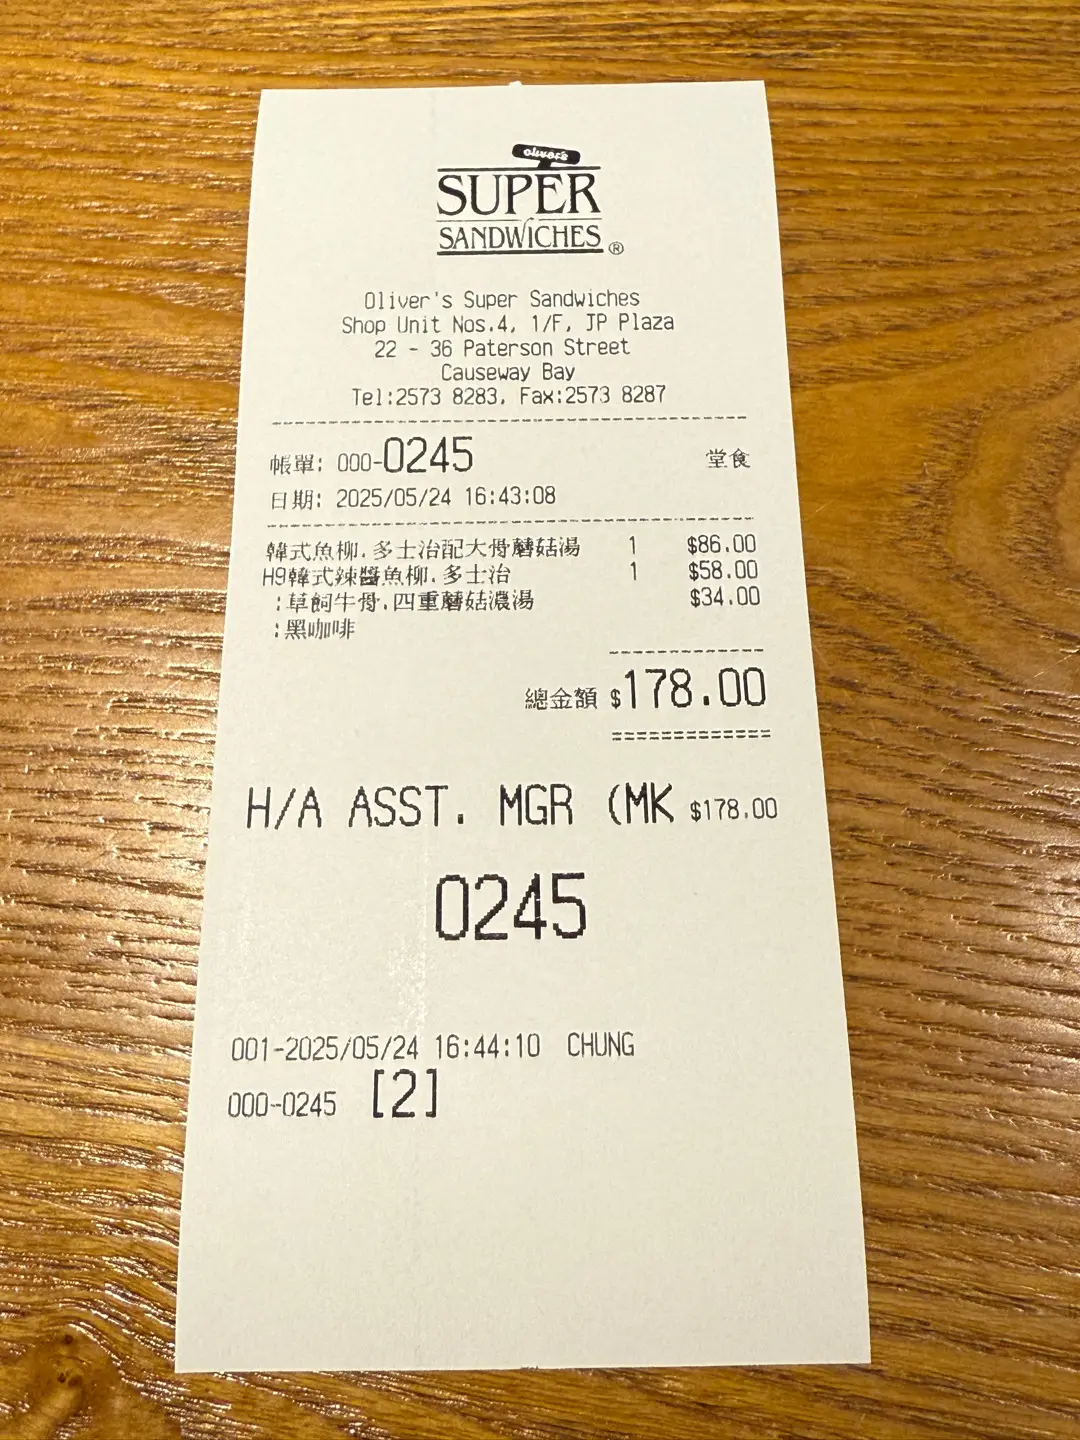 oliver's
SUPER
SANDWICHES®
Oliver's Super Sandwiches
Shop Unit Nos.4, 1/F, JP Plaza
22 - 36 Paterson Street
Causeway Bay
Tel:2573 8283, Fax:2573 8287
帳單: 000-0245 堂食
日期: 2025/05/24 16:43:08
韓式魚柳.多士治配大骨蘑菇湯 1 $86.00
H9韓式辣醬魚柳.多士治 1 $58.00
:草飼牛骨.四重蘑菇濃湯 $34.00
:黑咖啡
總金額 $178.00
H/A ASST. MGR (MK $178.00
0245
001-2025/05/24 16:44:10 CHUNG
000-0245 [2]